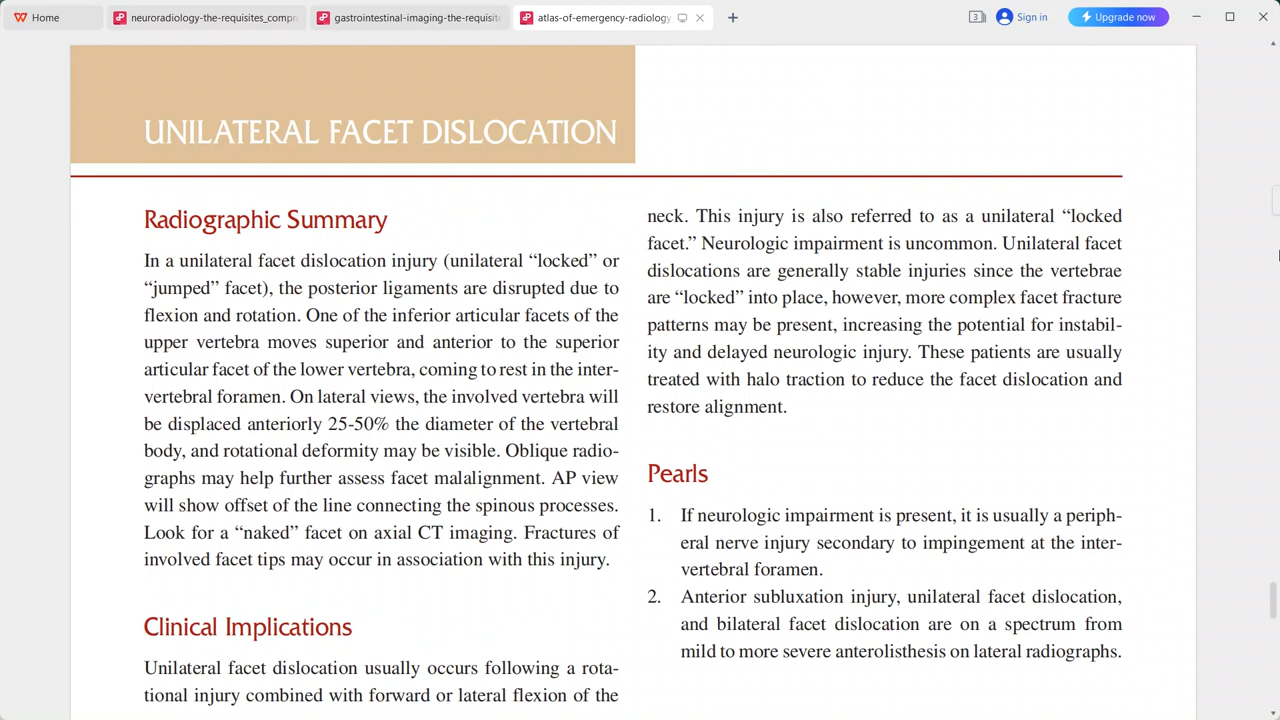 Home
neuroradiology-the-requisites_compr
gastrointestinal-imaging-the-requisite
atlas-of-emergency-radiology
3
Sign in
Upgrade now
UNILATERAL FACET DISLOCATION
Radiographic Summary
In a unilateral facet dislocation injury (unilateral “locked” or
“jumped” facet), the posterior ligaments are disrupted due to
flexion and rotation. One of the inferior articular facets of the
upper vertebra moves superior and anterior to the superior
articular facet of the lower vertebra, coming to rest in the inter-
vertebral foramen. On lateral views, the involved vertebra will
be displaced anteriorly 25-50% the diameter of the vertebral
body, and rotational deformity may be visible. Oblique radio-
graphs may help further assess facet malalignment. AP view
will show offset of the line connecting the spinous processes.
Look for a “naked” facet on axial CT imaging. Fractures of
involved facet tips may occur in association with this injury.
Clinical Implications
Unilateral facet dislocation usually occurs following a rota-
tional injury combined with forward or lateral flexion of the
neck. This injury is also referred to as a unilateral “locked
facet.” Neurologic impairment is uncommon. Unilateral facet
dislocations are generally stable injuries since the vertebrae
are “locked” into place, however, more complex facet fracture
patterns may be present, increasing the potential for instabil-
ity and delayed neurologic injury. These patients are usually
treated with halo traction to reduce the facet dislocation and
restore alignment.
Pearls
1. If neurologic impairment is present, it is usually a periph-
eral nerve injury secondary to impingement at the inter-
vertebral foramen.
2. Anterior subluxation injury, unilateral facet dislocation,
and bilateral facet dislocation are on a spectrum from
mild to more severe anterolisthesis on lateral radiographs.